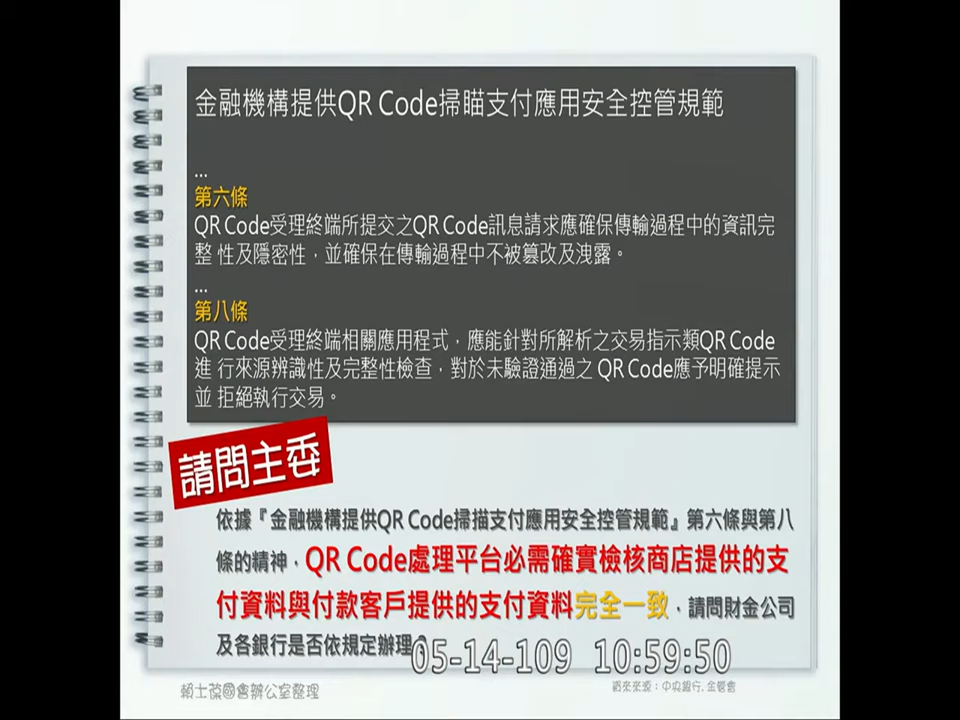 金融機構提供QR Code掃瞄支付應用安全控管規範
...
第六條
QR Code受理終端所提交之QR Code訊息請求應確保傳輸過程中的資訊完
整 性及隱密性，並確保在傳輸過程中不被篡改及洩露。
...
第八條
QR Code受理終端相關應用程式，應能針對所解析之交易指示類QR Code
進 行來源辨識性及完整性檢查，對於未驗證通過之 QR Code應予明確提示
並 拒絕執行交易。
請問主委
依據『金融機構提供QR Code掃描支付應用安全控管規範』第六條與第八
條的精神，QR Code處理平台必需確實檢核商店提供的支
付資料與付款客戶提供的支付資料完全一致，請問財金公司
及各銀行是否依規定辦理？
05-14-109 10:59:50
賴士葆國會辦公室整理
資來來源：中央銀行, 金管會